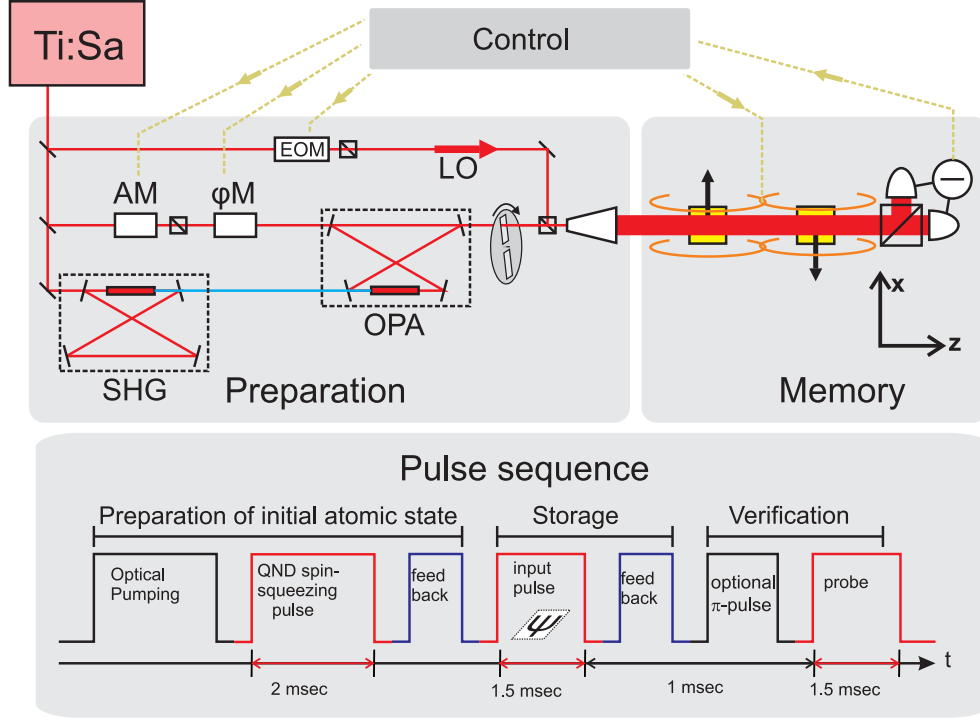 Ti:Sa
Control
EOM
LO
AM
φM
OPA
SHG
Preparation
x
z
Memory
Pulse sequence
Preparation of initial atomic state
Storage
Verification
Optical
Pumping
QND spin-
squeezing
pulse
feed
back
input
pulse
ψ
feed
back
optional
π-pulse
probe
t
2 msec
1.5 msec
1 msec
1.5 msec